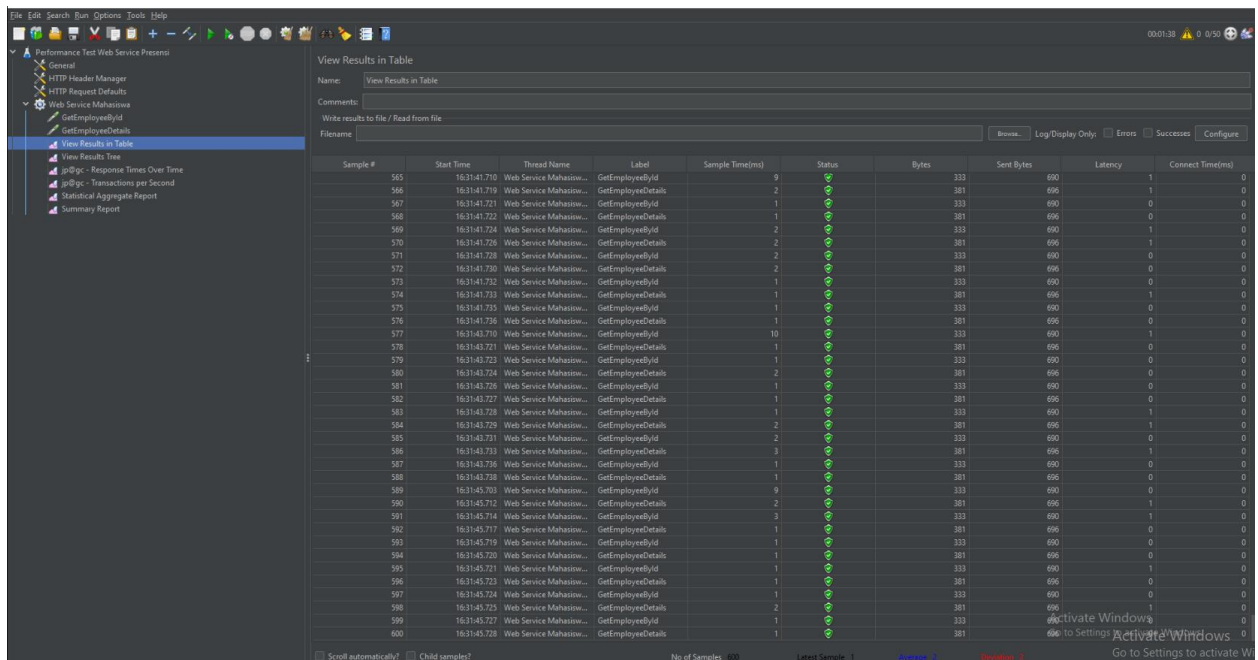 File Edit Search Run Options Tools Help
00:01:38 0 0/50
Performance Test Web Service Presensi
General
HTTP Header Manager
HTTP Request Defaults
Web Service Mahasiswa
GetEmployeeById
GetEmployeeDetails
View Results in Table
View Results Tree
jp@gc - Response Times Over Time
jp@gc - Transactions per Second
Statistical Aggregate Report
Summary Report
View Results in Table
Name: View Results in Table
Comments:
Write results to file / Read from file
Filename Browse... Log/Display Only: Errors Successes Configure
Sample # Start Time Thread Name Label Sample Time(ms) Status Bytes Sent Bytes Latency Connect Time(ms)
565 16:31:41.710 Web Service Mahasisw... GetEmployeeById 9 333 690 1 0
566 16:31:41.719 Web Service Mahasisw... GetEmployeeDetails 2 381 696 1 0
567 16:31:41.721 Web Service Mahasisw... GetEmployeeById 1 333 690 0 0
568 16:31:41.722 Web Service Mahasisw... GetEmployeeDetails 1 381 696 0 0
569 16:31:41.724 Web Service Mahasisw... GetEmployeeById 2 333 690 1 0
570 16:31:41.726 Web Service Mahasisw... GetEmployeeDetails 2 381 696 1 0
571 16:31:41.728 Web Service Mahasisw... GetEmployeeById 2 333 690 0 0
572 16:31:41.730 Web Service Mahasisw... GetEmployeeDetails 2 381 696 0 0
573 16:31:41.732 Web Service Mahasisw... GetEmployeeById 1 333 690 0 0
574 16:31:41.733 Web Service Mahasisw... GetEmployeeDetails 1 381 696 1 0
575 16:31:41.735 Web Service Mahasisw... GetEmployeeById 1 333 690 0 0
576 16:31:41.736 Web Service Mahasisw... GetEmployeeDetails 1 381 696 0 0
577 16:31:43.710 Web Service Mahasisw... GetEmployeeById 10 333 690 1 0
578 16:31:43.721 Web Service Mahasisw... GetEmployeeDetails 1 381 696 0 0
579 16:31:43.723 Web Service Mahasisw... GetEmployeeById 1 333 690 0 0
580 16:31:43.724 Web Service Mahasisw... GetEmployeeDetails 2 381 696 0 0
581 16:31:43.726 Web Service Mahasisw... GetEmployeeById 1 333 690 0 0
582 16:31:43.727 Web Service Mahasisw... GetEmployeeDetails 1 381 696 0 0
583 16:31:43.728 Web Service Mahasisw... GetEmployeeById 1 333 690 1 0
584 16:31:43.729 Web Service Mahasisw... GetEmployeeDetails 2 381 696 1 0
585 16:31:43.731 Web Service Mahasisw... GetEmployeeById 2 333 690 0 0
586 16:31:43.733 Web Service Mahasisw... GetEmployeeDetails 3 381 696 1 0
587 16:31:43.736 Web Service Mahasisw... GetEmployeeById 1 333 690 0 0
588 16:31:43.738 Web Service Mahasisw... GetEmployeeDetails 1 381 696 0 0
589 16:31:45.703 Web Service Mahasisw... GetEmployeeById 9 333 690 0 0
590 16:31:45.712 Web Service Mahasisw... GetEmployeeDetails 2 381 696 1 0
591 16:31:45.714 Web Service Mahasisw... GetEmployeeById 3 333 690 1 0
592 16:31:45.717 Web Service Mahasisw... GetEmployeeDetails 1 381 696 0 0
593 16:31:45.719 Web Service Mahasisw... GetEmployeeById 1 333 690 0 0
594 16:31:45.720 Web Service Mahasisw... GetEmployeeDetails 1 381 696 0 0
595 16:31:45.721 Web Service Mahasisw... GetEmployeeById 1 333 690 1 0
596 16:31:45.723 Web Service Mahasisw... GetEmployeeDetails 1 381 696 0 0
597 16:31:45.724 Web Service Mahasisw... GetEmployeeById 1 333 690 0 0
598 16:31:45.725 Web Service Mahasisw... GetEmployeeDetails 2 381 696 1 0
599 16:31:45.727 Web Service Mahasisw... GetEmployeeById 1 333 0
600 16:31:45.728 Web Service Mahasisw... GetEmployeeDetails 1 381 0
Activate Windows
Activate Windows
Go to Settings to activate Wi
Scroll automatically? Child samples? No of Samples 600 Latest Sample 1 Average 2 Deviation 2